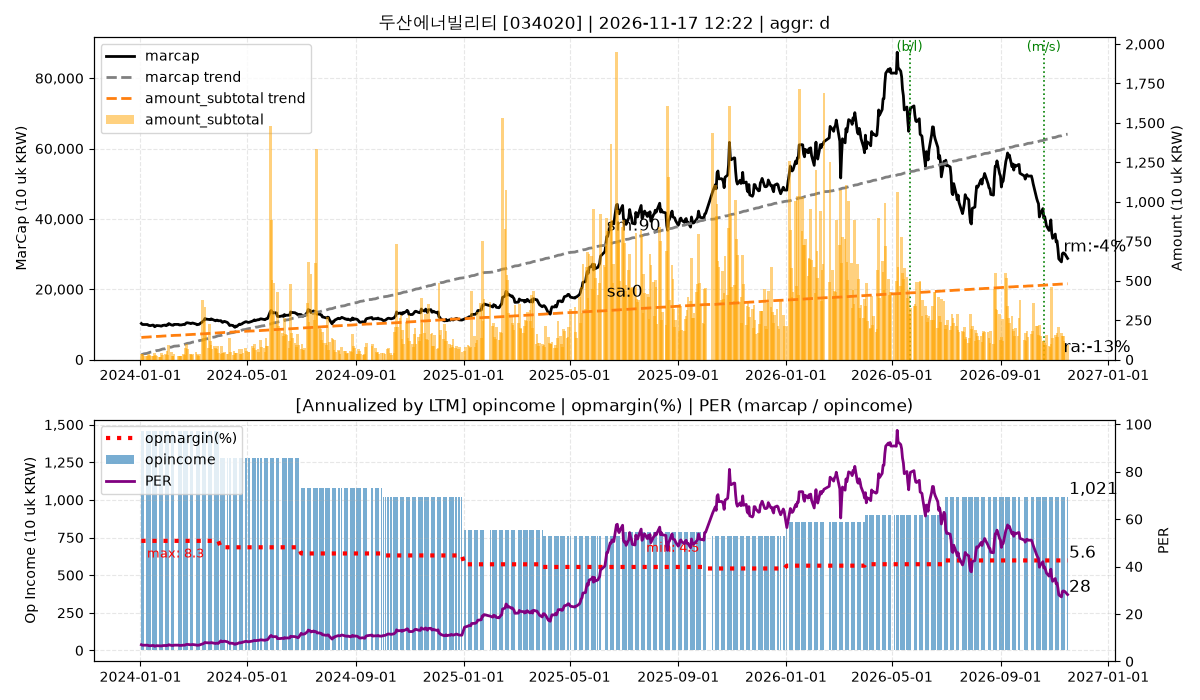 두산에너빌리티 [034020] | 2026-11-17 12:22 | aggr: d
marcap
marcap trend
amount_subtotal trend
amount_subtotal
(b/l)
(m/s)
MarCap (10 uk KRW)
80,000
60,000
40,000
20,000
0
2,000
1,750
1,500
1,250
1,000
750
500
250
0
Amount (10 uk KRW)
sm:90
sa:0
rm:-4%
ra:-13%
2024-01-01
2024-05-01
2024-09-01
2025-01-01
2025-05-01
2025-09-01
2026-01-01
2026-05-01
2026-09-01
2027-01-01
[Annualized by LTM] opincome | opmargin(%) | PER (marcap / opincome)
opmargin(%)
opincome
PER
Op Income (10 uk KRW)
1,500
1,250
1,000
750
500
250
0
100
80
60
40
20
0
PER
max: 8.3
min: 4.5
1,021
5.6
28
2024-01-01
2024-05-01
2024-09-01
2025-01-01
2025-05-01
2025-09-01
2026-01-01
2026-05-01
2026-09-01
2027-01-01